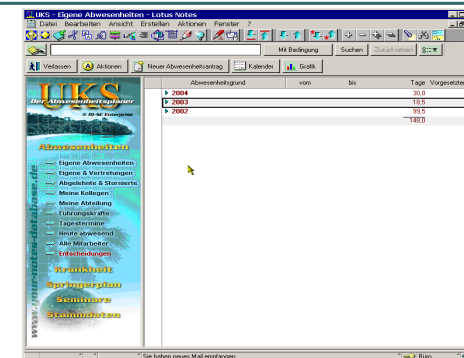 UKS - Eigene Abwesenheiten - Lotus Notes
Datei Bearbeiten Ansicht Erstellen Aktionen Fenster ?
Mit Bedingung Suchen Zurücksetzen
Verlassen Aktionen Neuer Abwesenheitsantrag Kalender Grafik
Abwesenheitsgrund vom bis Tage Vorgesetzter
2004 30,0
2003 18,5
2002 99,5
148,0
UKS
Der Abwesenheitsplaner
Abwesenheiten
Eigene Abwesenheiten
Eigene & Vertretungen
Abgelehnte & Stornierte
Meine Kollegen
Meine Abteilung
Führungskräfte
Tagestermine
Heute abwesend
Alle Mitarbeiter
Entscheidungen
Krankheit
Springerplan
Seminare
Stammdaten
www.your-notes-database.de
Sie haben neues Mail empfangen
Büro